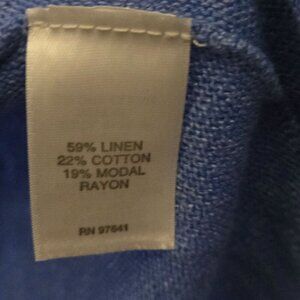 59% LINEN
22% COTTON
19% MODAL
RAYON
RN 97641